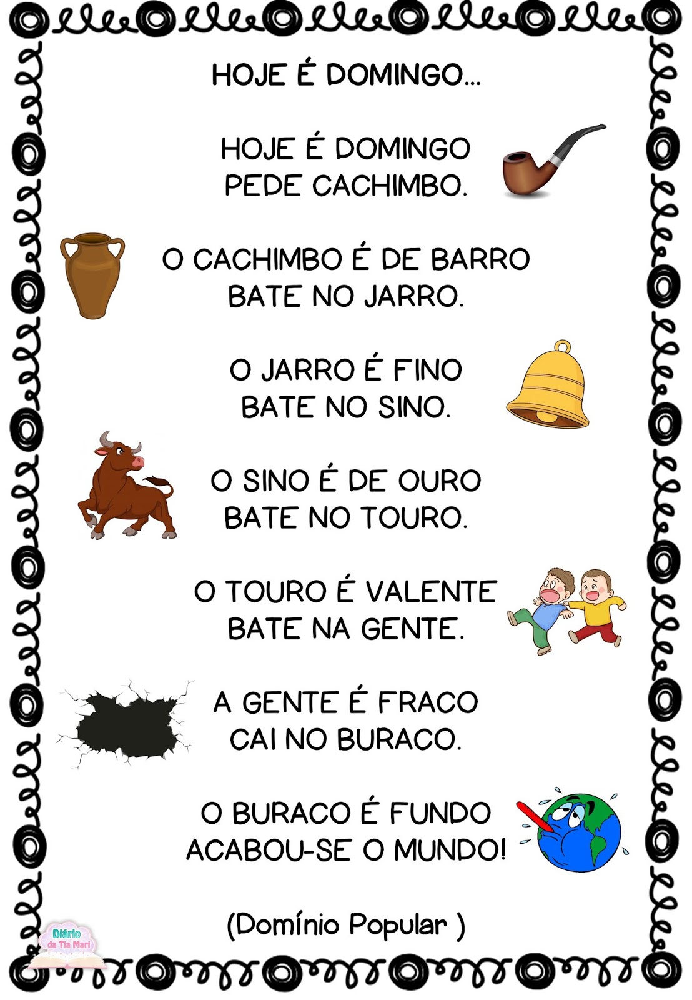 HOJE É DOMINGO...
HOJE É DOMINGO
PEDE CACHIMBO.
O CACHIMBO É DE BARRO
BATE NO JARRO.
O JARRO É FINO
BATE NO SINO.
O SINO É DE OURO
BATE NO TOURO.
O TOURO É VALENTE
BATE NA GENTE.
A GENTE É FRACO
CAI NO BURACO.
O BURACO É FUNDO
ACABOU-SE O MUNDO!
(Domínio Popular )
Diário
da Tia Mari